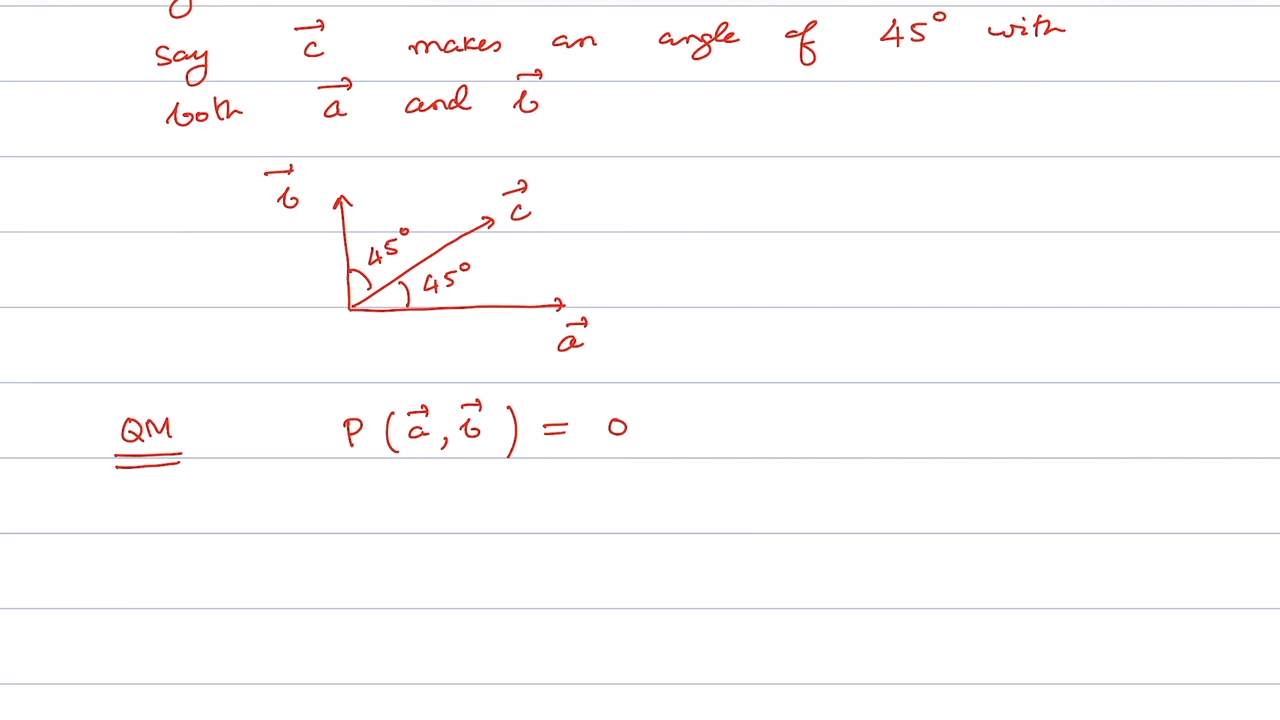 say c⃗ makes an angle of 45° with
both a⃗ and b⃗
b⃗
c⃗
45°
45°
a⃗
QM P(a⃗, b⃗) = 0